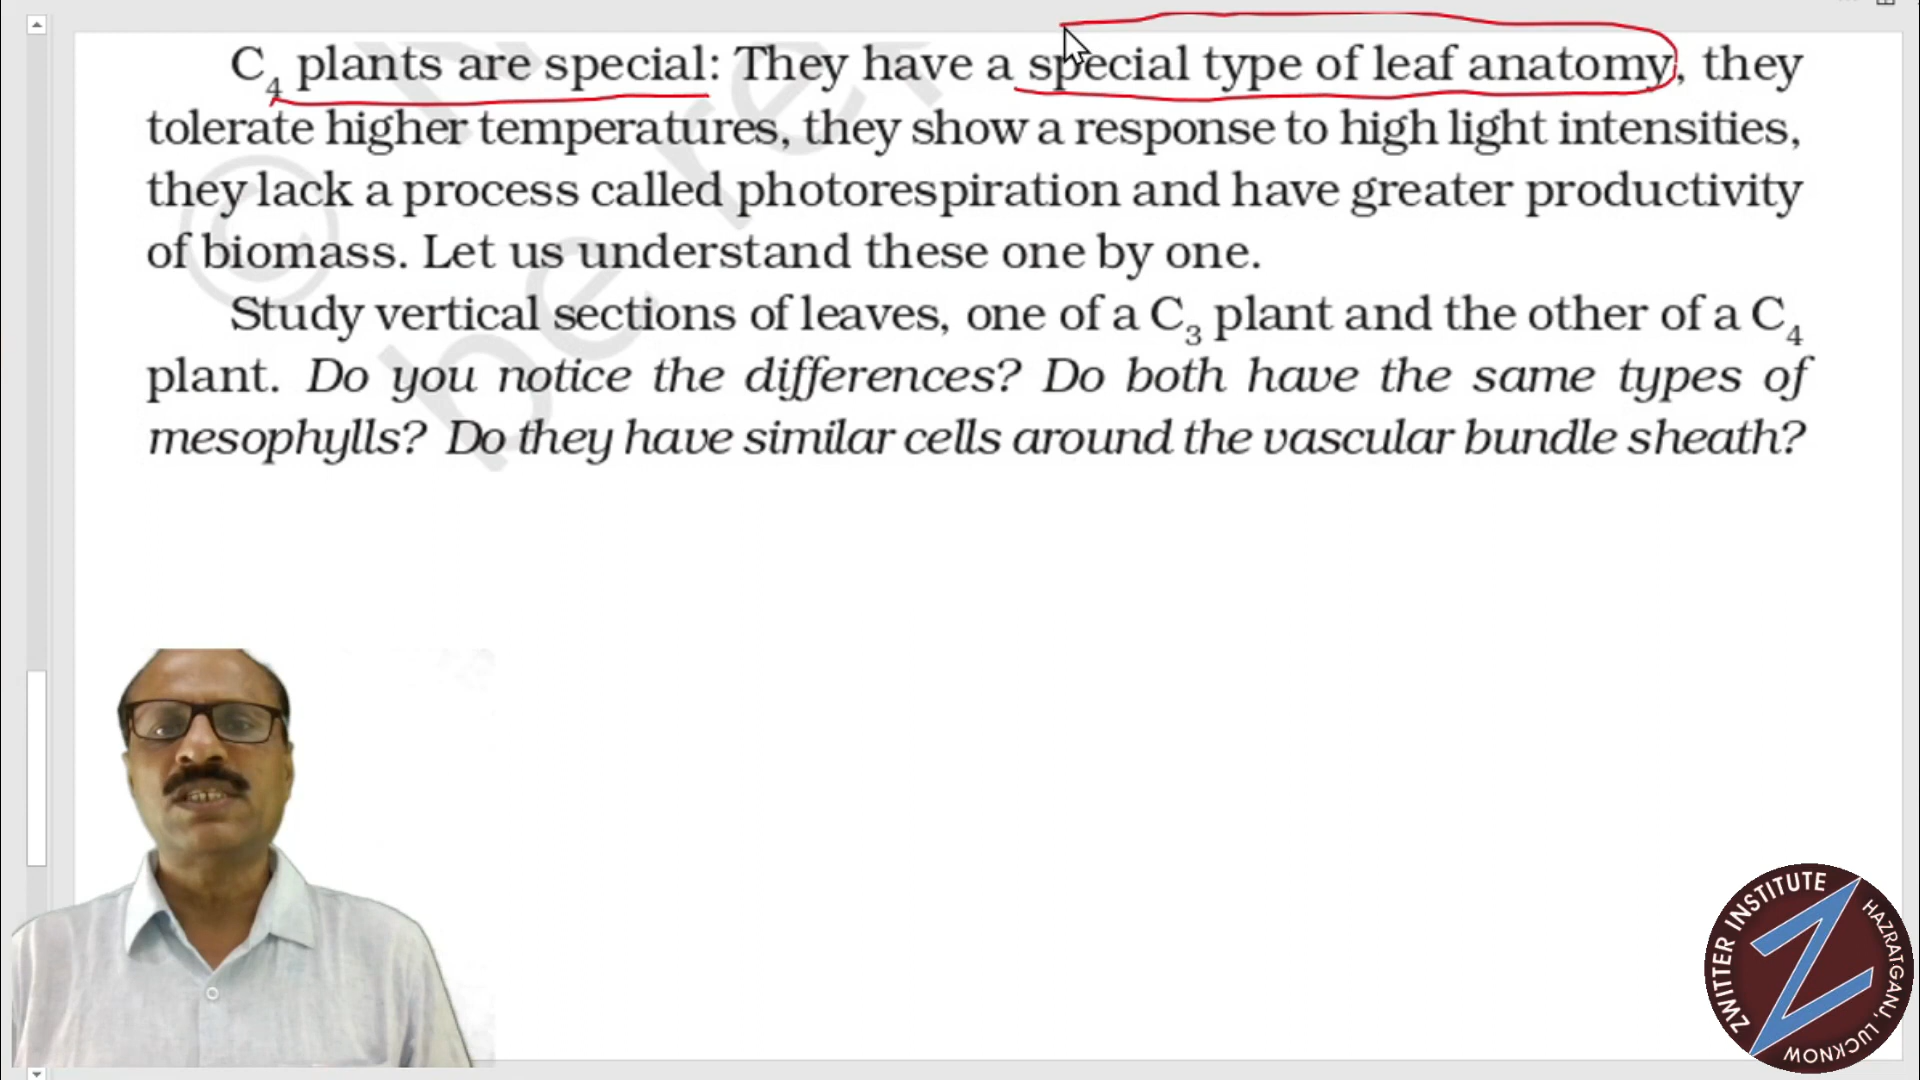 C4 plants are special: They have a special type of leaf anatomy, they
tolerate higher temperatures, they show a response to high light intensities,
they lack a process called photorespiration and have greater productivity
of biomass. Let us understand these one by one.
Study vertical sections of leaves, one of a C3 plant and the other of a C4
plant. Do you notice the differences? Do both have the same types of
mesophylls? Do they have similar cells around the vascular bundle sheath?
ZWITTER INSTITUTE
HAZRATGANJ, LUCKNOW